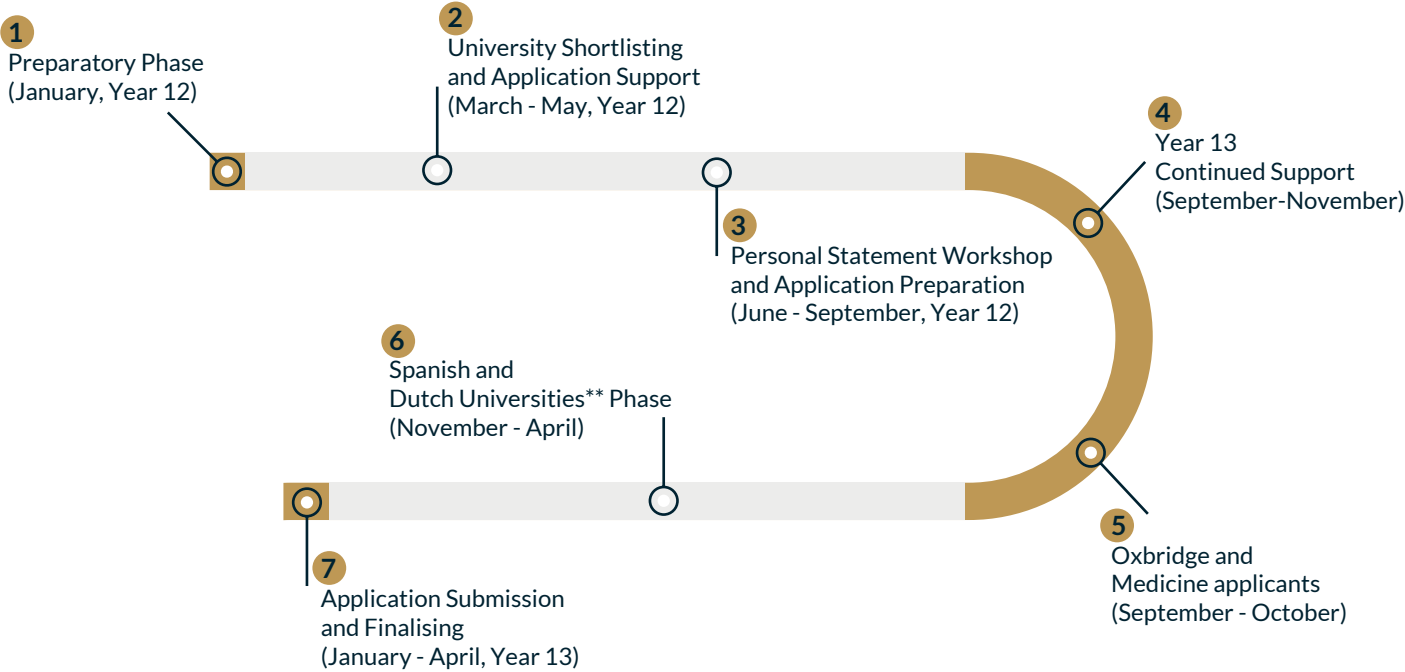 1
Preparatory Phase
(January, Year 12)
2
University Shortlisting
and Application Support
(March - May, Year 12)
3
Personal Statement Workshop
and Application Preparation
(June - September, Year 12)
4
Year 13
Continued Support
(September-November)
5
Oxbridge and
Medicine applicants
(September - October)
6
Spanish and
Dutch Universities** Phase
(November - April)
7
Application Submission
and Finalising
(January - April, Year 13)